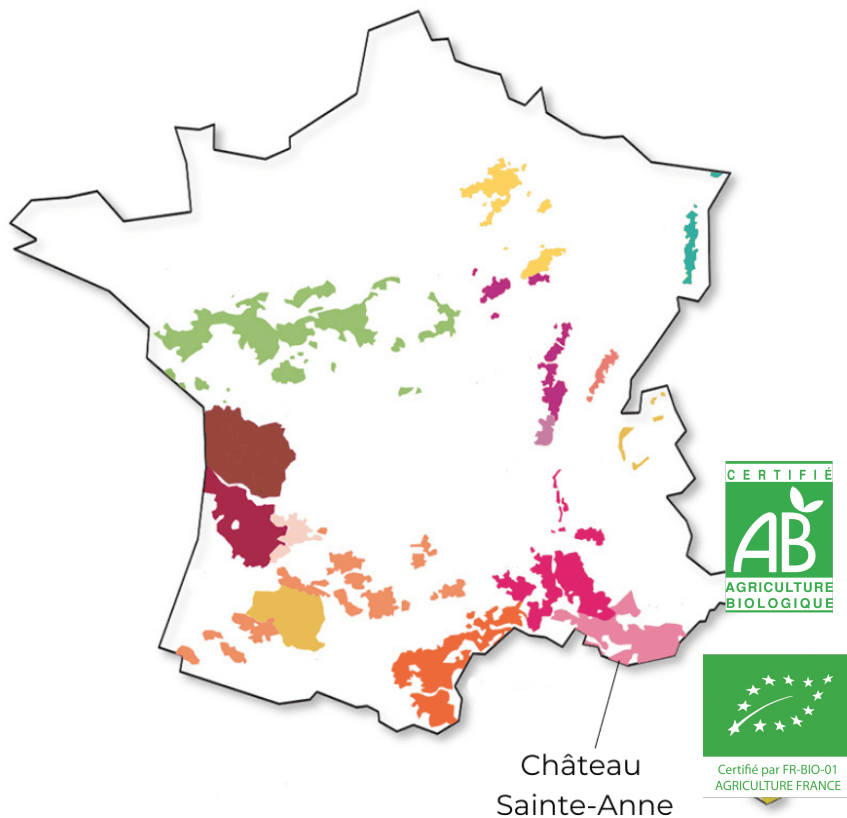 CERTIFIÉ
AB
AGRICULTURE
BIOLOGIQUE
Certifié par FR-BIO-01
AGRICULTURE FRANCE
Château
Sainte-Anne